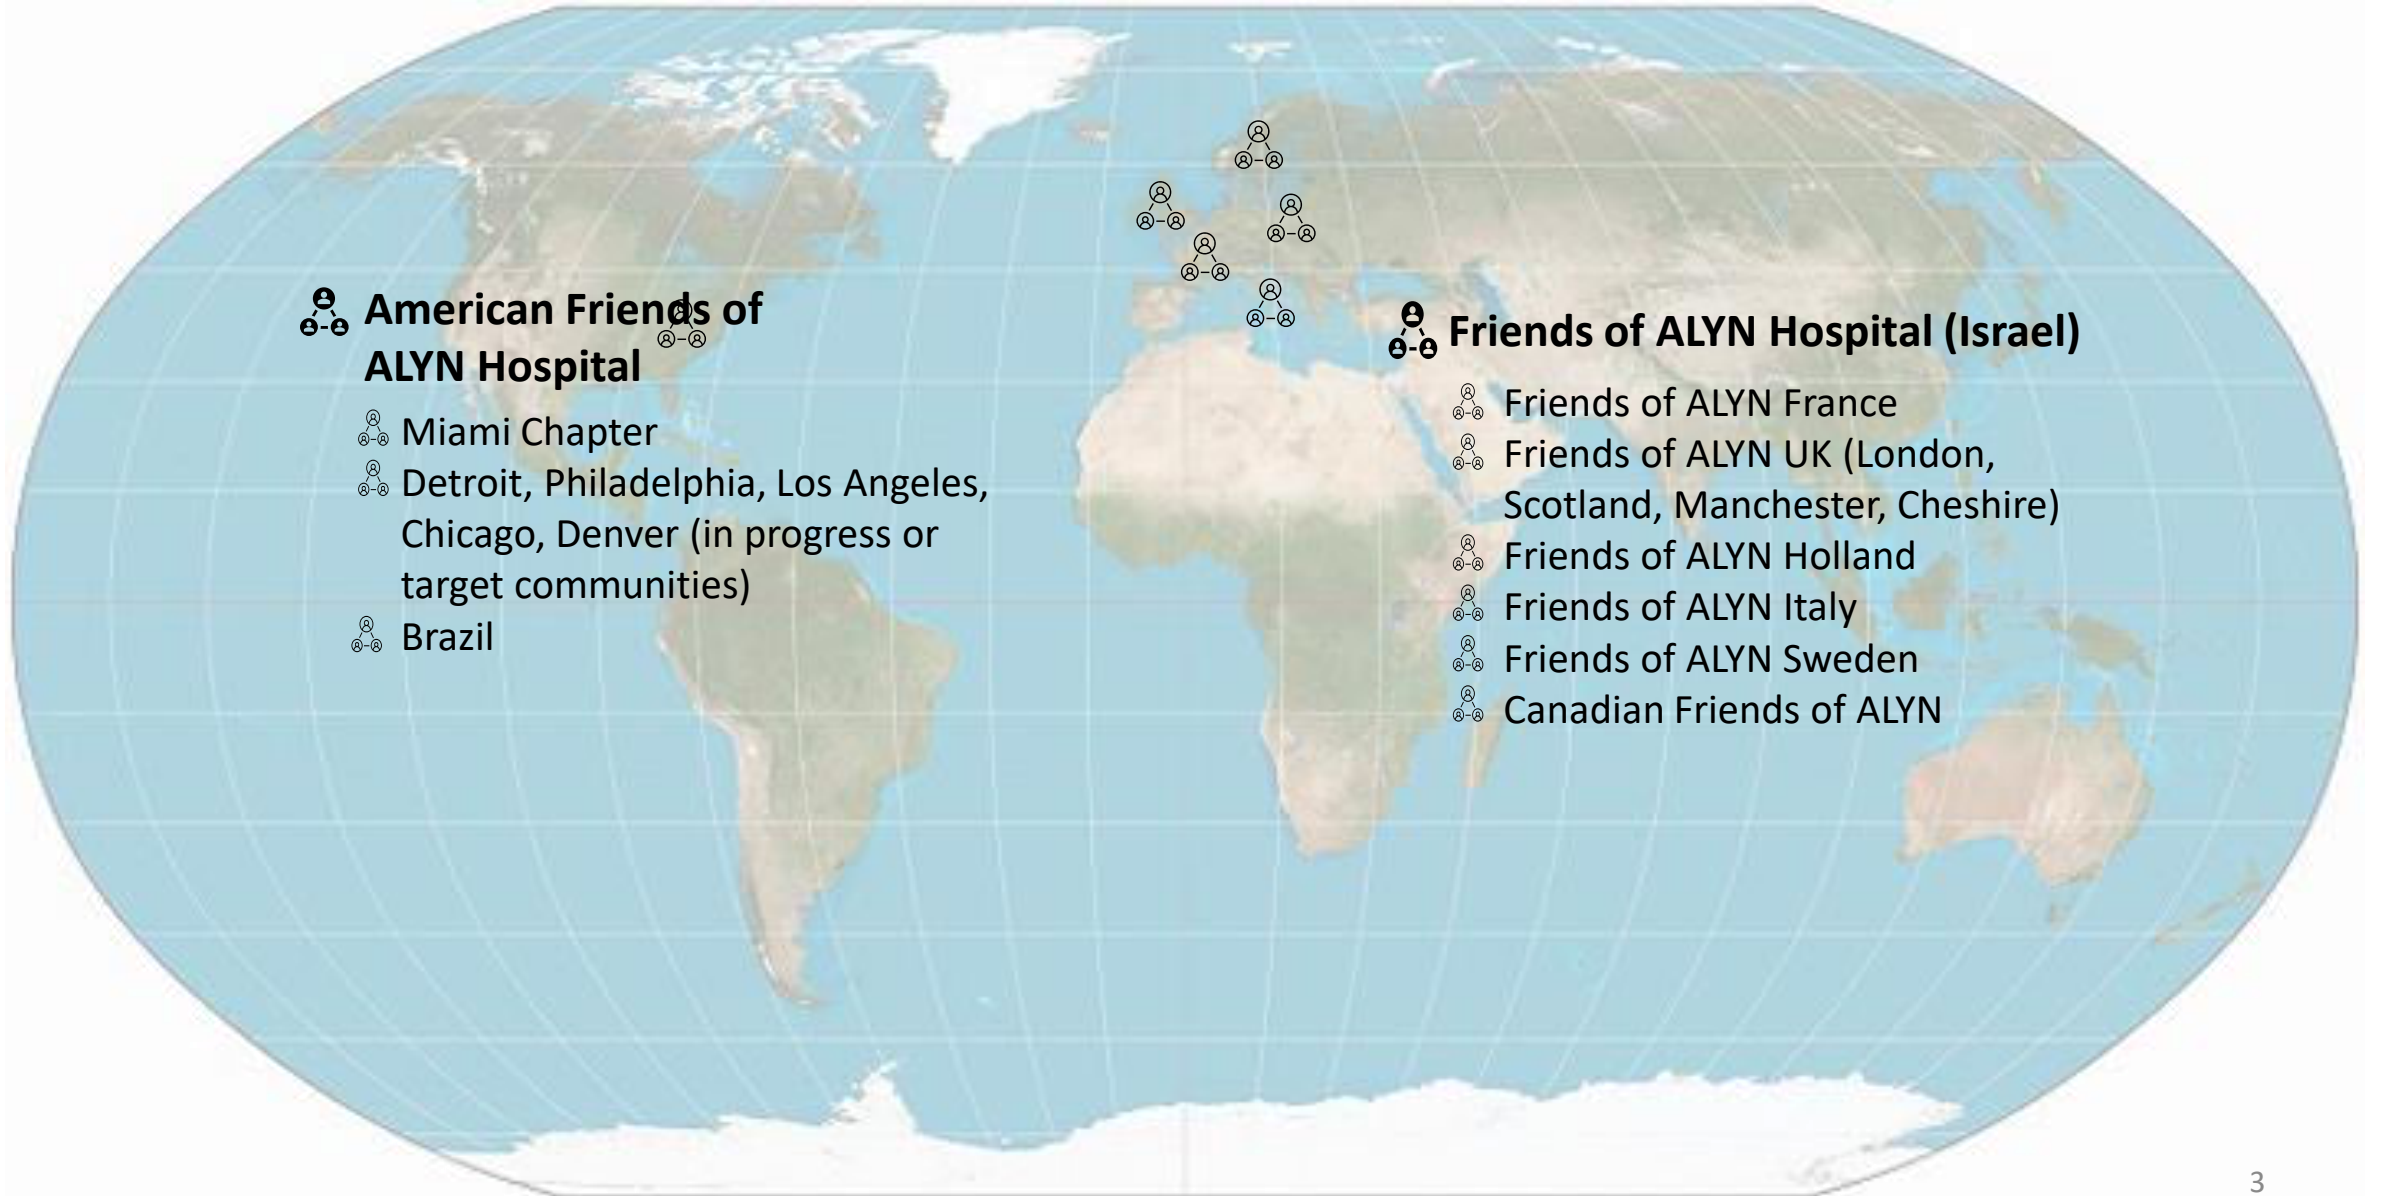 American Friends of
ALYN Hospital
Miami Chapter
Detroit, Philadelphia, Los Angeles,
Chicago, Denver (in progress or
target communities)
Brazil
Friends of ALYN Hospital (Israel)
Friends of ALYN France
Friends of ALYN UK (London,
Scotland, Manchester, Cheshire)
Friends of ALYN Holland
Friends of ALYN Italy
Friends of ALYN Sweden
Canadian Friends of ALYN
3